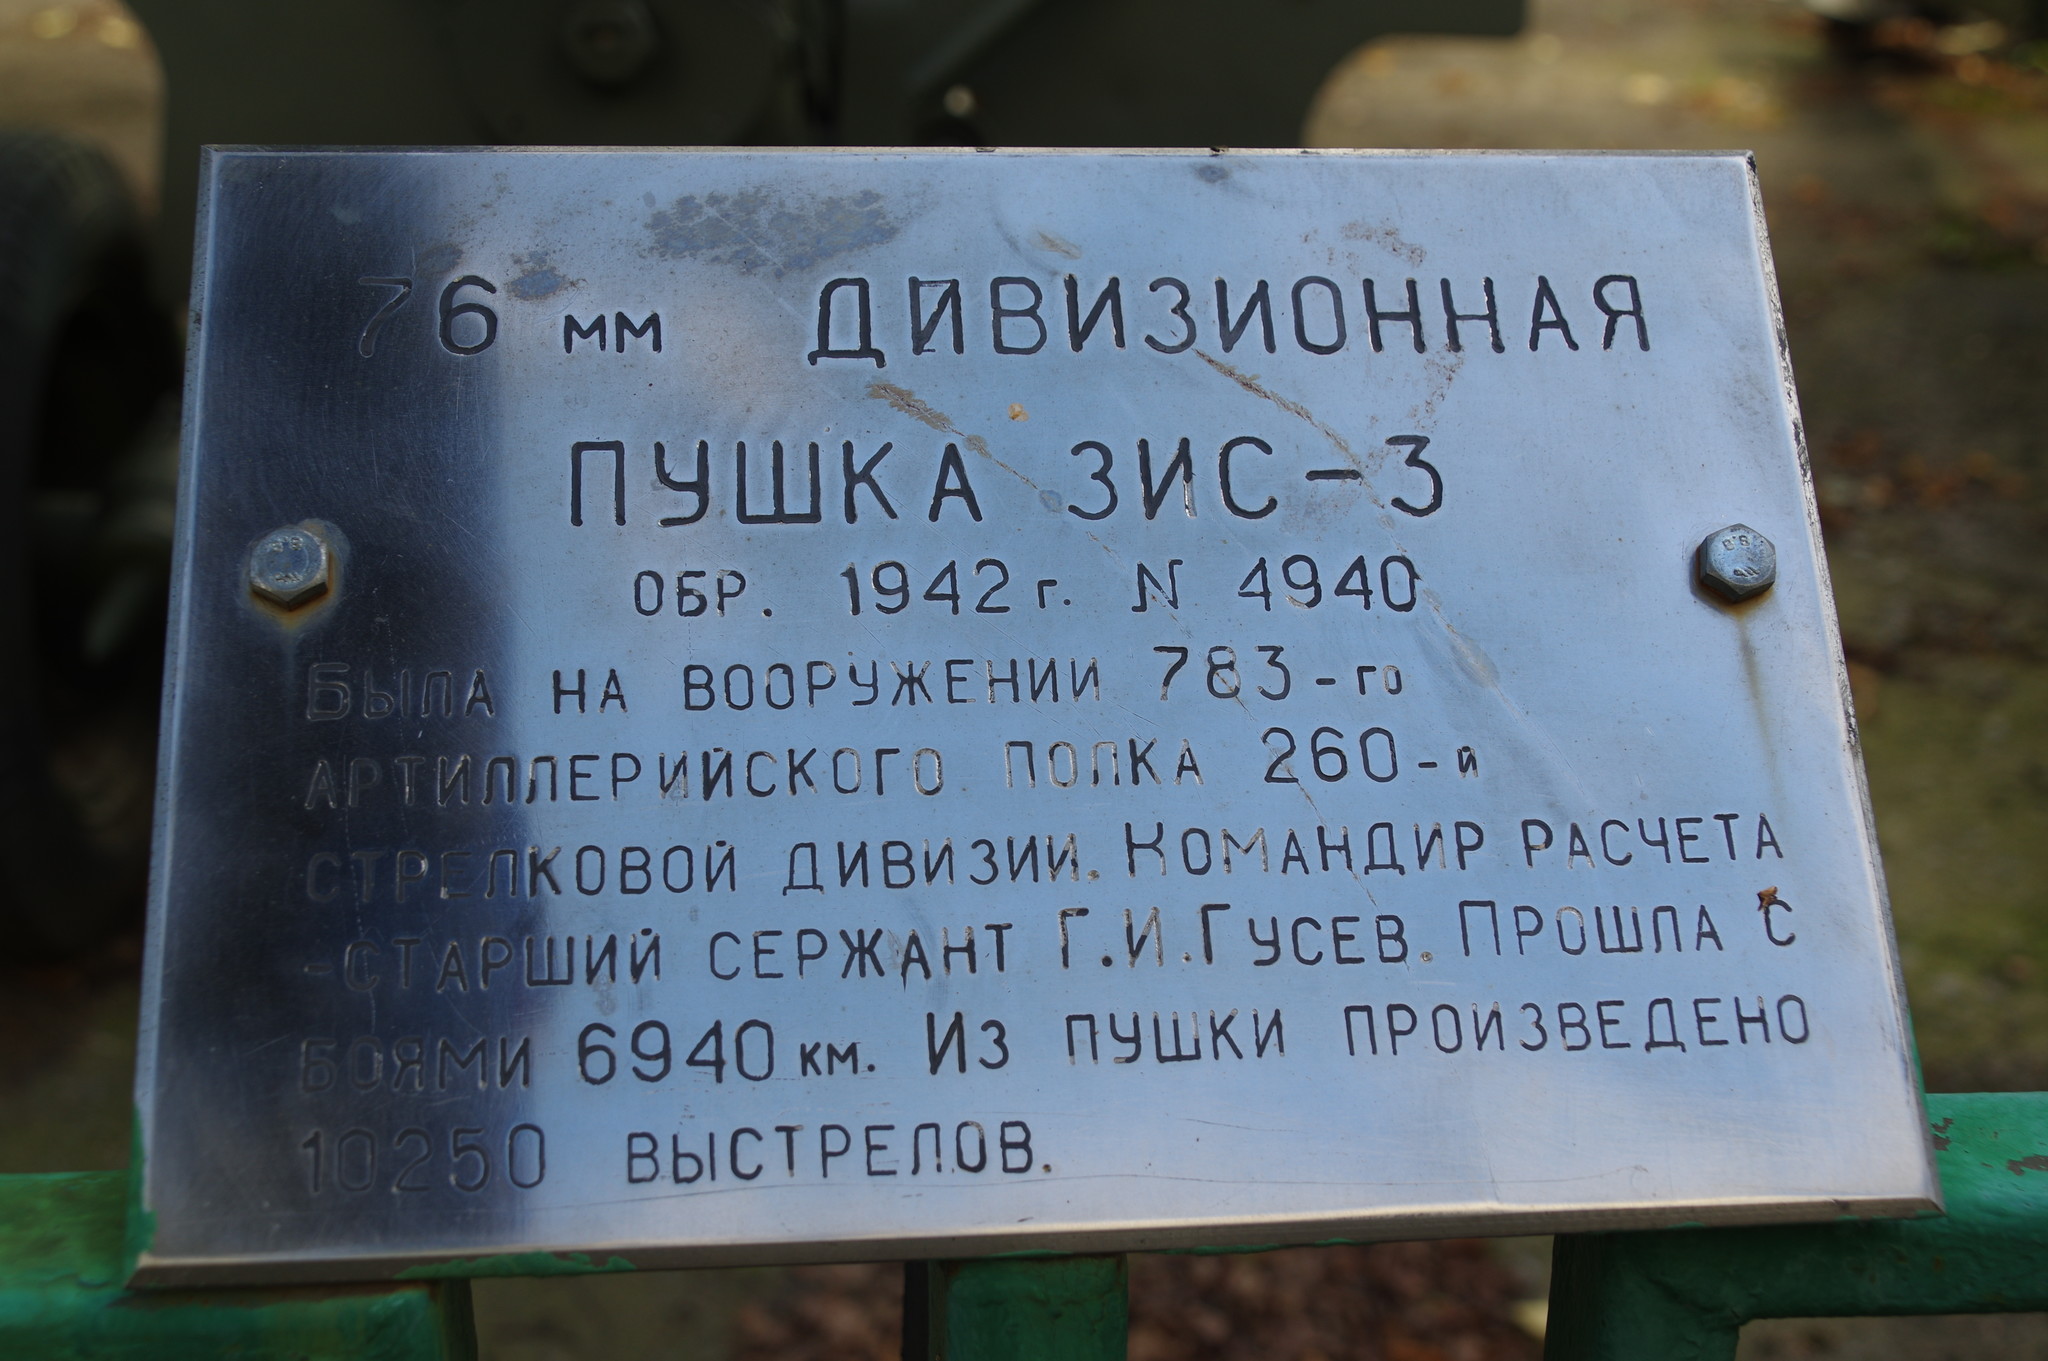 76 мм ДИВИЗИОННАЯ
ПУШКА ЗИС-3
ОБР. 1942 г. N 4940
БЫЛА НА ВООРУЖЕНИИ 783-го
АРТИЛЛЕРИЙСКОГО ПОЛКА 260-й
СТРЕЛКОВОЙ ДИВИЗИИ. КОМАНДИР РАСЧЕТА
-СТАРШИЙ СЕРЖАНТ Г.И.ГУСЕВ. ПРОШЛА С
БОЯМИ 6940 км. ИЗ ПУШКИ ПРОИЗВЕДЕНО
10250 ВЫСТРЕЛОВ.